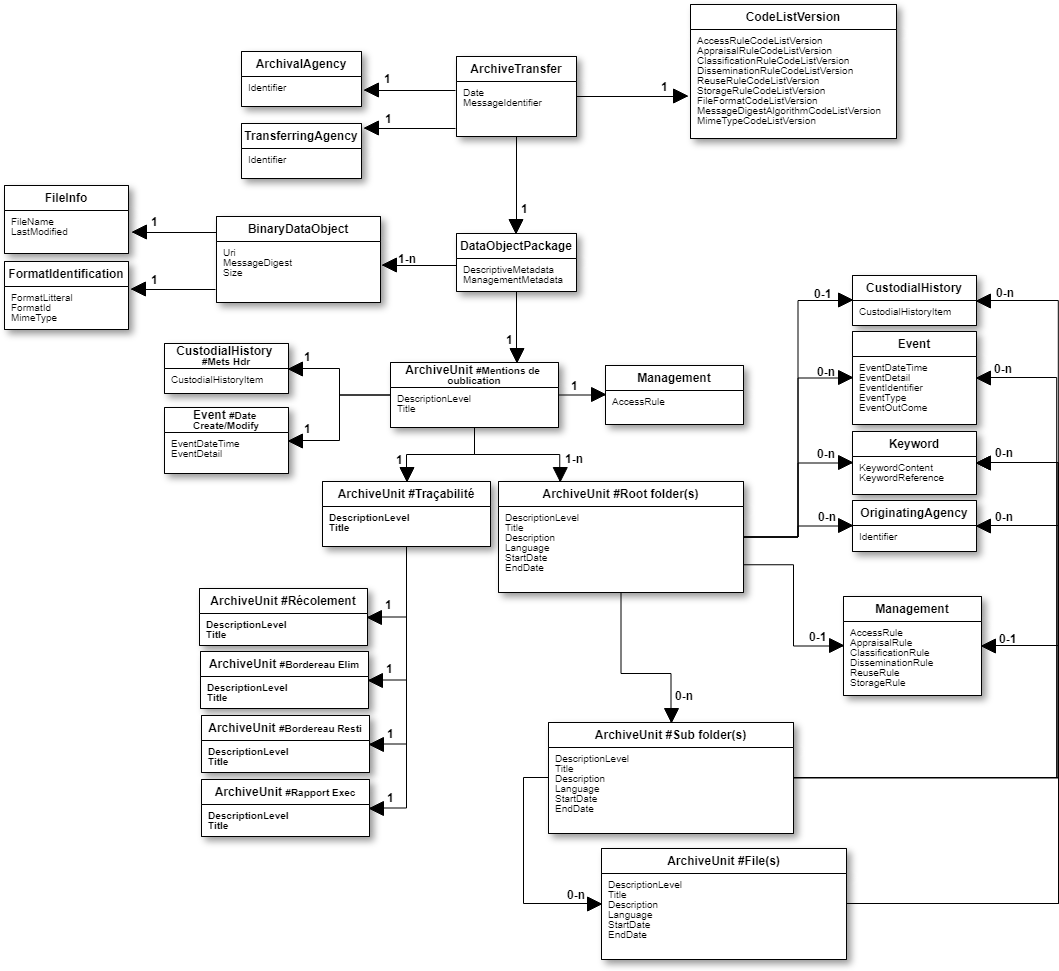 CodeListVersion
AccessRuleCodeListVersion
AppraisalRuleCodeListVersion
ClassificationRuleCodeListVersion
DisseminationRuleCodeListVersion
ReuseRuleCodeListVersion
StorageRuleCodeListVersion
FileFormatCodeListVersion
MessageDigestAlgorithmCodeListVersion
MimeTypeCodeListVersion
ArchivalAgency
Identifier
1
ArchiveTransfer
Date
MessageIdentifier
1
1
TransferringAgency
Identifier
1
FileInfo
FileName
LastModified
1
BinaryDataObject
Uri
MessageDigest
Size
1-n
DataObjectPackage
DescriptiveMetadata
ManagementMetadata
FormatIdentification
FormatLitteral
FormatId
MimeType
1
1
CustodialHistory
#Mets Hdr
CustodialHistoryItem
1
ArchiveUnit #Mentions de
oublication
DescriptionLevel
Title
1
Management
AccessRule
Event #Date
Create/Modify
EventDateTime
EventDetail
1
0-1
CustodialHistory
CustodialHistoryItem
0-n
0-n
Event
EventDateTime
EventDetail
EventIdentifier
EventType
EventOutCome
0-n
0-n
Keyword
KeywordContent
KeywordReference
0-n
0-n
OriginatingAgency
Identifier
0-n
1
1-n
ArchiveUnit #Traçabilité
DescriptionLevel
Title
ArchiveUnit #Root folder(s)
DescriptionLevel
Title
Description
Language
StartDate
EndDate
ArchiveUnit #Récolement
DescriptionLevel
Title
1
0-1
Management
AccessRule
AppraisalRule
ClassificationRule
DisseminationRule
ReuseRule
StorageRule
0-1
ArchiveUnit #Bordereau Elim
DescriptionLevel
Title
1
0-n
ArchiveUnit #Bordereau Resti
DescriptionLevel
Title
1
ArchiveUnit #Sub folder(s)
DescriptionLevel
Title
Description
Language
StartDate
EndDate
ArchiveUnit #Rapport Exec
DescriptionLevel
Title
1
0-n
ArchiveUnit #File(s)
DescriptionLevel
Title
Description
Language
StartDate
EndDate